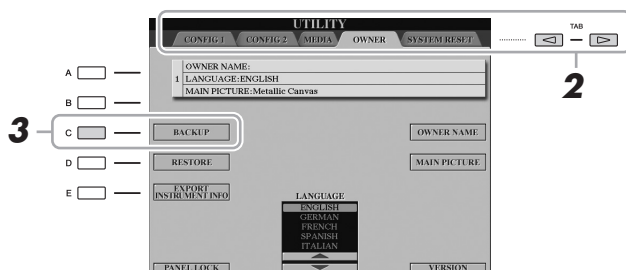 UTILITY
CONFIG 1 CONFIG 2 MEDIA OWNER SYSTEM RESET
TAB
2
OWNER NAME:
1 LANGUAGE:ENGLISH
MAIN PICTURE:Metallic Canvas
A
B
3 C BACKUP OWNER NAME
D RESTORE MAIN PICTURE
E EXPORT
INSTRUMENT INFO
LANGUAGE
ENGLISH
GERMAN
FRENCH
SPANISH
ITALIAN
PANEL LOCK VERSION